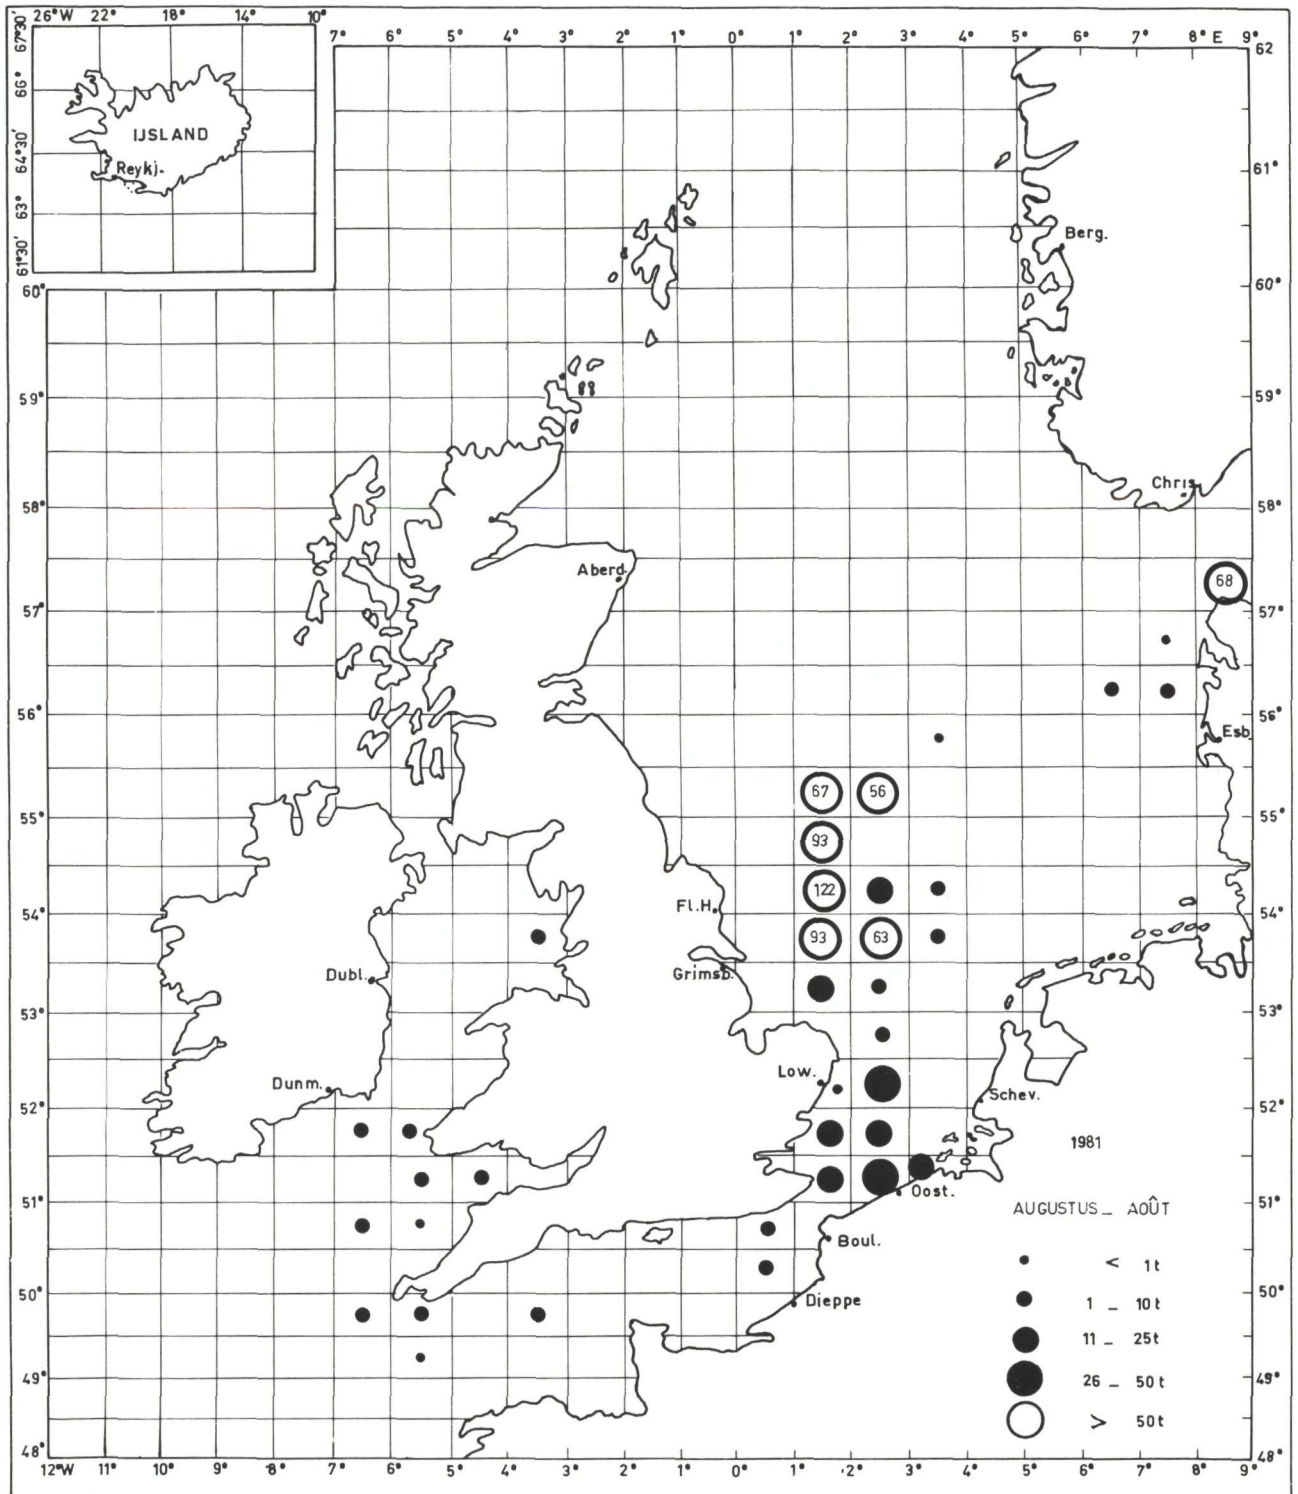 26°W 22° 18° 14° 10°
67°30'
66°
64°30'
63°
61°30'
IJSLAND
Reykj.
7° 6° 5° 4° 3° 2° 1° 0° 1° 2° 3° 4° 5° 6° 7° 8° E 9°
62
61°
Berg.
60° 60°
59° 59°
Chris
58° 58°
Aberd.
68
57° 57°
56° 56°
Esb.
67 56
55° 55°
93
122
Fl.H.
54° 54°
93 63
Dubl.
Grimsb.
53° 53°
Low.
Dunm.
Schev.
52° 52°
1981
Oost.
51° 51°
AUGUSTUS _ AOÛT
Boul.
< 1t
50° 50°
Dieppe
1 _ 10t
11 _ 25t
49° 49°
26 _ 50t
> 50t
48° 48°
12°W 11° 10° 9° 8° 7° 6° 5° 4° 3° 2° 1° 0° 1° 2° 3° 4° 5° 6° 7° 8° 9°